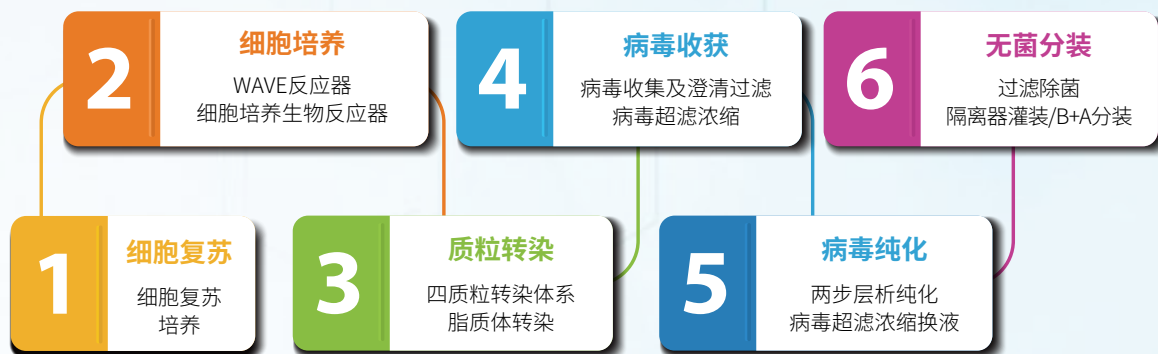 1
细胞复苏
细胞复苏
培养
2
细胞培养
WAVE反应器
细胞培养生物反应器
3
质粒转染
四质粒转染体系
脂质体转染
4
病毒收获
病毒收集及澄清过滤
病毒超滤浓缩
5
病毒纯化
两步层析纯化
病毒超滤浓缩换液
6
无菌分装
过滤除菌
隔离器灌装/B+A分装